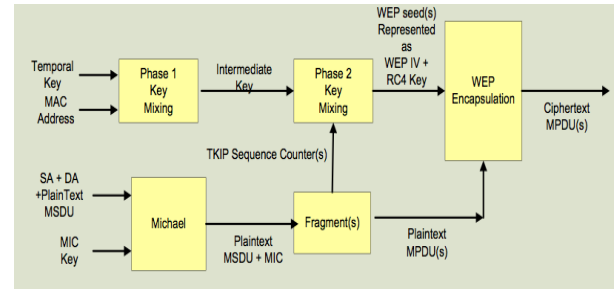 Temporal
Key
MAC
Address
Phase 1
Key
Mixing
Intermediate
Key
Phase 2
Key
Mixing
WEP seed(s)
Represented
as
WEP IV +
RC4 Key
WEP
Encapsulation
Ciphertext
MPDU(s)
TKIP Sequence Counter(s)
SA + DA
+PlainText
MSDU
MIC
Key
Michael
Plaintext
MSDU + MIC
Fragment(s)
Plaintext
MPDU(s)